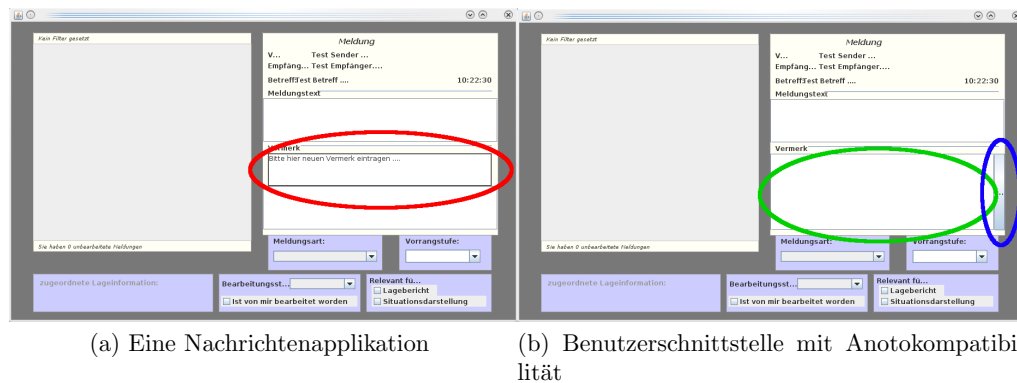 Kein Filter gesetzt
Meldung
V... Test Sender ...
Empfäng... Test Empfänger....
Betreff:Test Betreff .... 10:22:30
Meldungstext
Vermerk
Bitte hier neuen Vermerk eintragen ....
Sie haben 0 unbearbeitete Meldungen
Meldungsart: Vorrangstufe:
zugeordnete Lageinformation:
Bearbeitungsst...
Ist von mir bearbeitet worden
Relevant fü...
Lagebericht
Situationsdarstellung
(a) Eine Nachrichtenapplikation
Kein Filter gesetzt
Meldung
V... Test Sender ...
Empfäng... Test Empfänger....
Betreff:Test Betreff .... 10:22:30
Meldungstext
Vermerk
...
Sie haben 0 unbearbeitete Meldungen
Meldungsart: Vorrangstufe:
zugeordnete Lageinformation:
Bearbeitungsst...
Ist von mir bearbeitet worden
Relevant fü...
Lagebericht
Situationsdarstellung
(b) Benutzerschnittstelle mit Anotokompatibi
lität